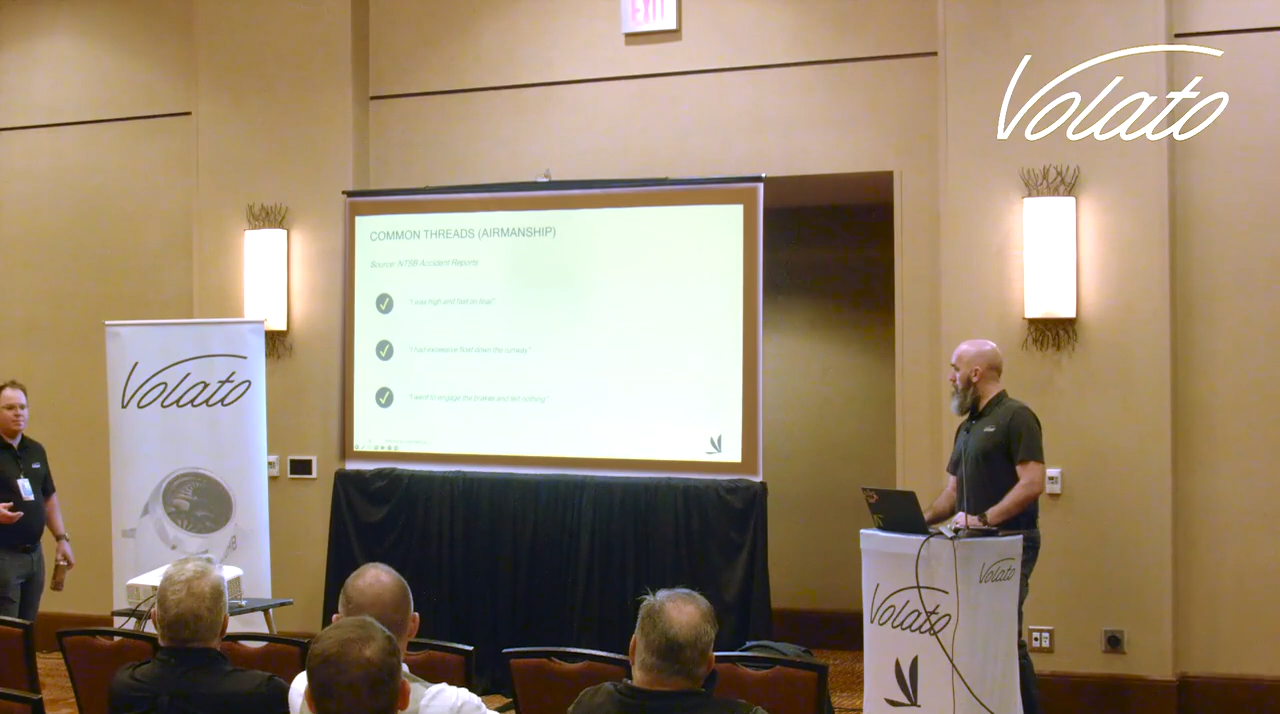 EXIT
Volato
COMMON THREADS (AIRMANSHIP)
Source: NTSB Accident Reports
"I was high and fast on final"
"I had excessive float down the runway"
"I went to engage the brakes and felt nothing"
Volato
Volato
Volato